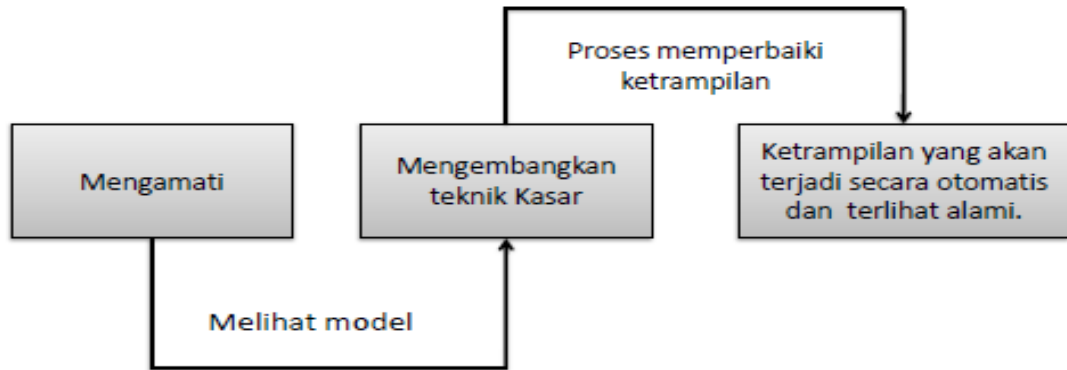 Proses memperbaiki
ketrampilan
Mengamati
Mengembangkan
teknik Kasar
Ketrampilan yang akan
terjadi secara otomatis
dan terlihat alami.
Melihat model